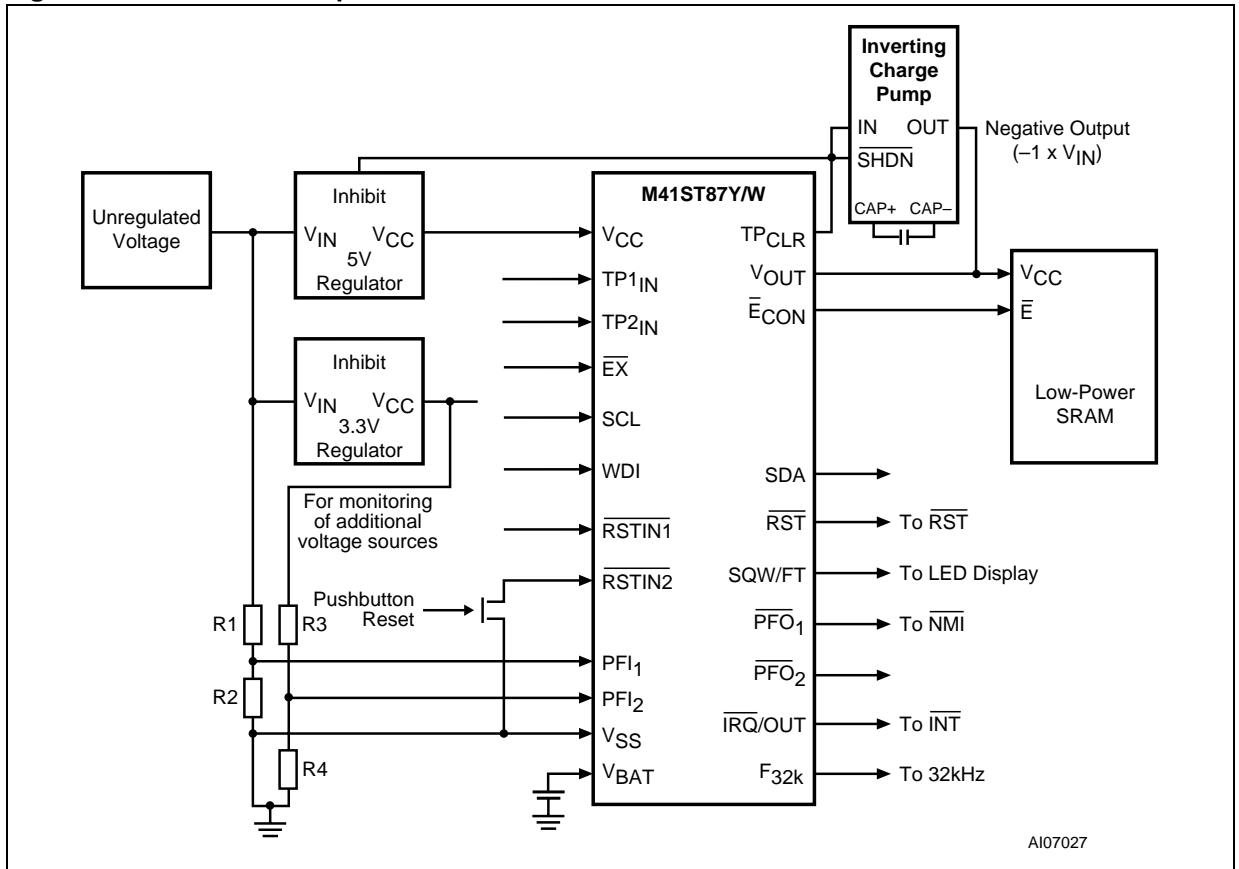 Inverting
Charge
Pump
IN OUT
SHDN
CAP+ CAP–
Negative Output
(–1 x VIN)
Unregulated
Voltage
Inhibit
VIN VCC
5V
Regulator
Inhibit
VIN VCC
3.3V
Regulator
For monitoring
of additional
voltage sources
Pushbutton
Reset
R1
R3
R2
R4
M41ST87Y/W
VCC
TP1IN
TP2IN
EX
SCL
WDI
RSTIN1
RSTIN2
PFI1
PFI2
VSS
VBAT
TPCLR
VOUT
ECON
SDA
RST
SQW/FT
PFO1
PFO2
IRQ/OUT
F32k
VCC
E
Low-Power
SRAM
To RST
To LED Display
To NMI
To INT
To 32kHz
AI07027